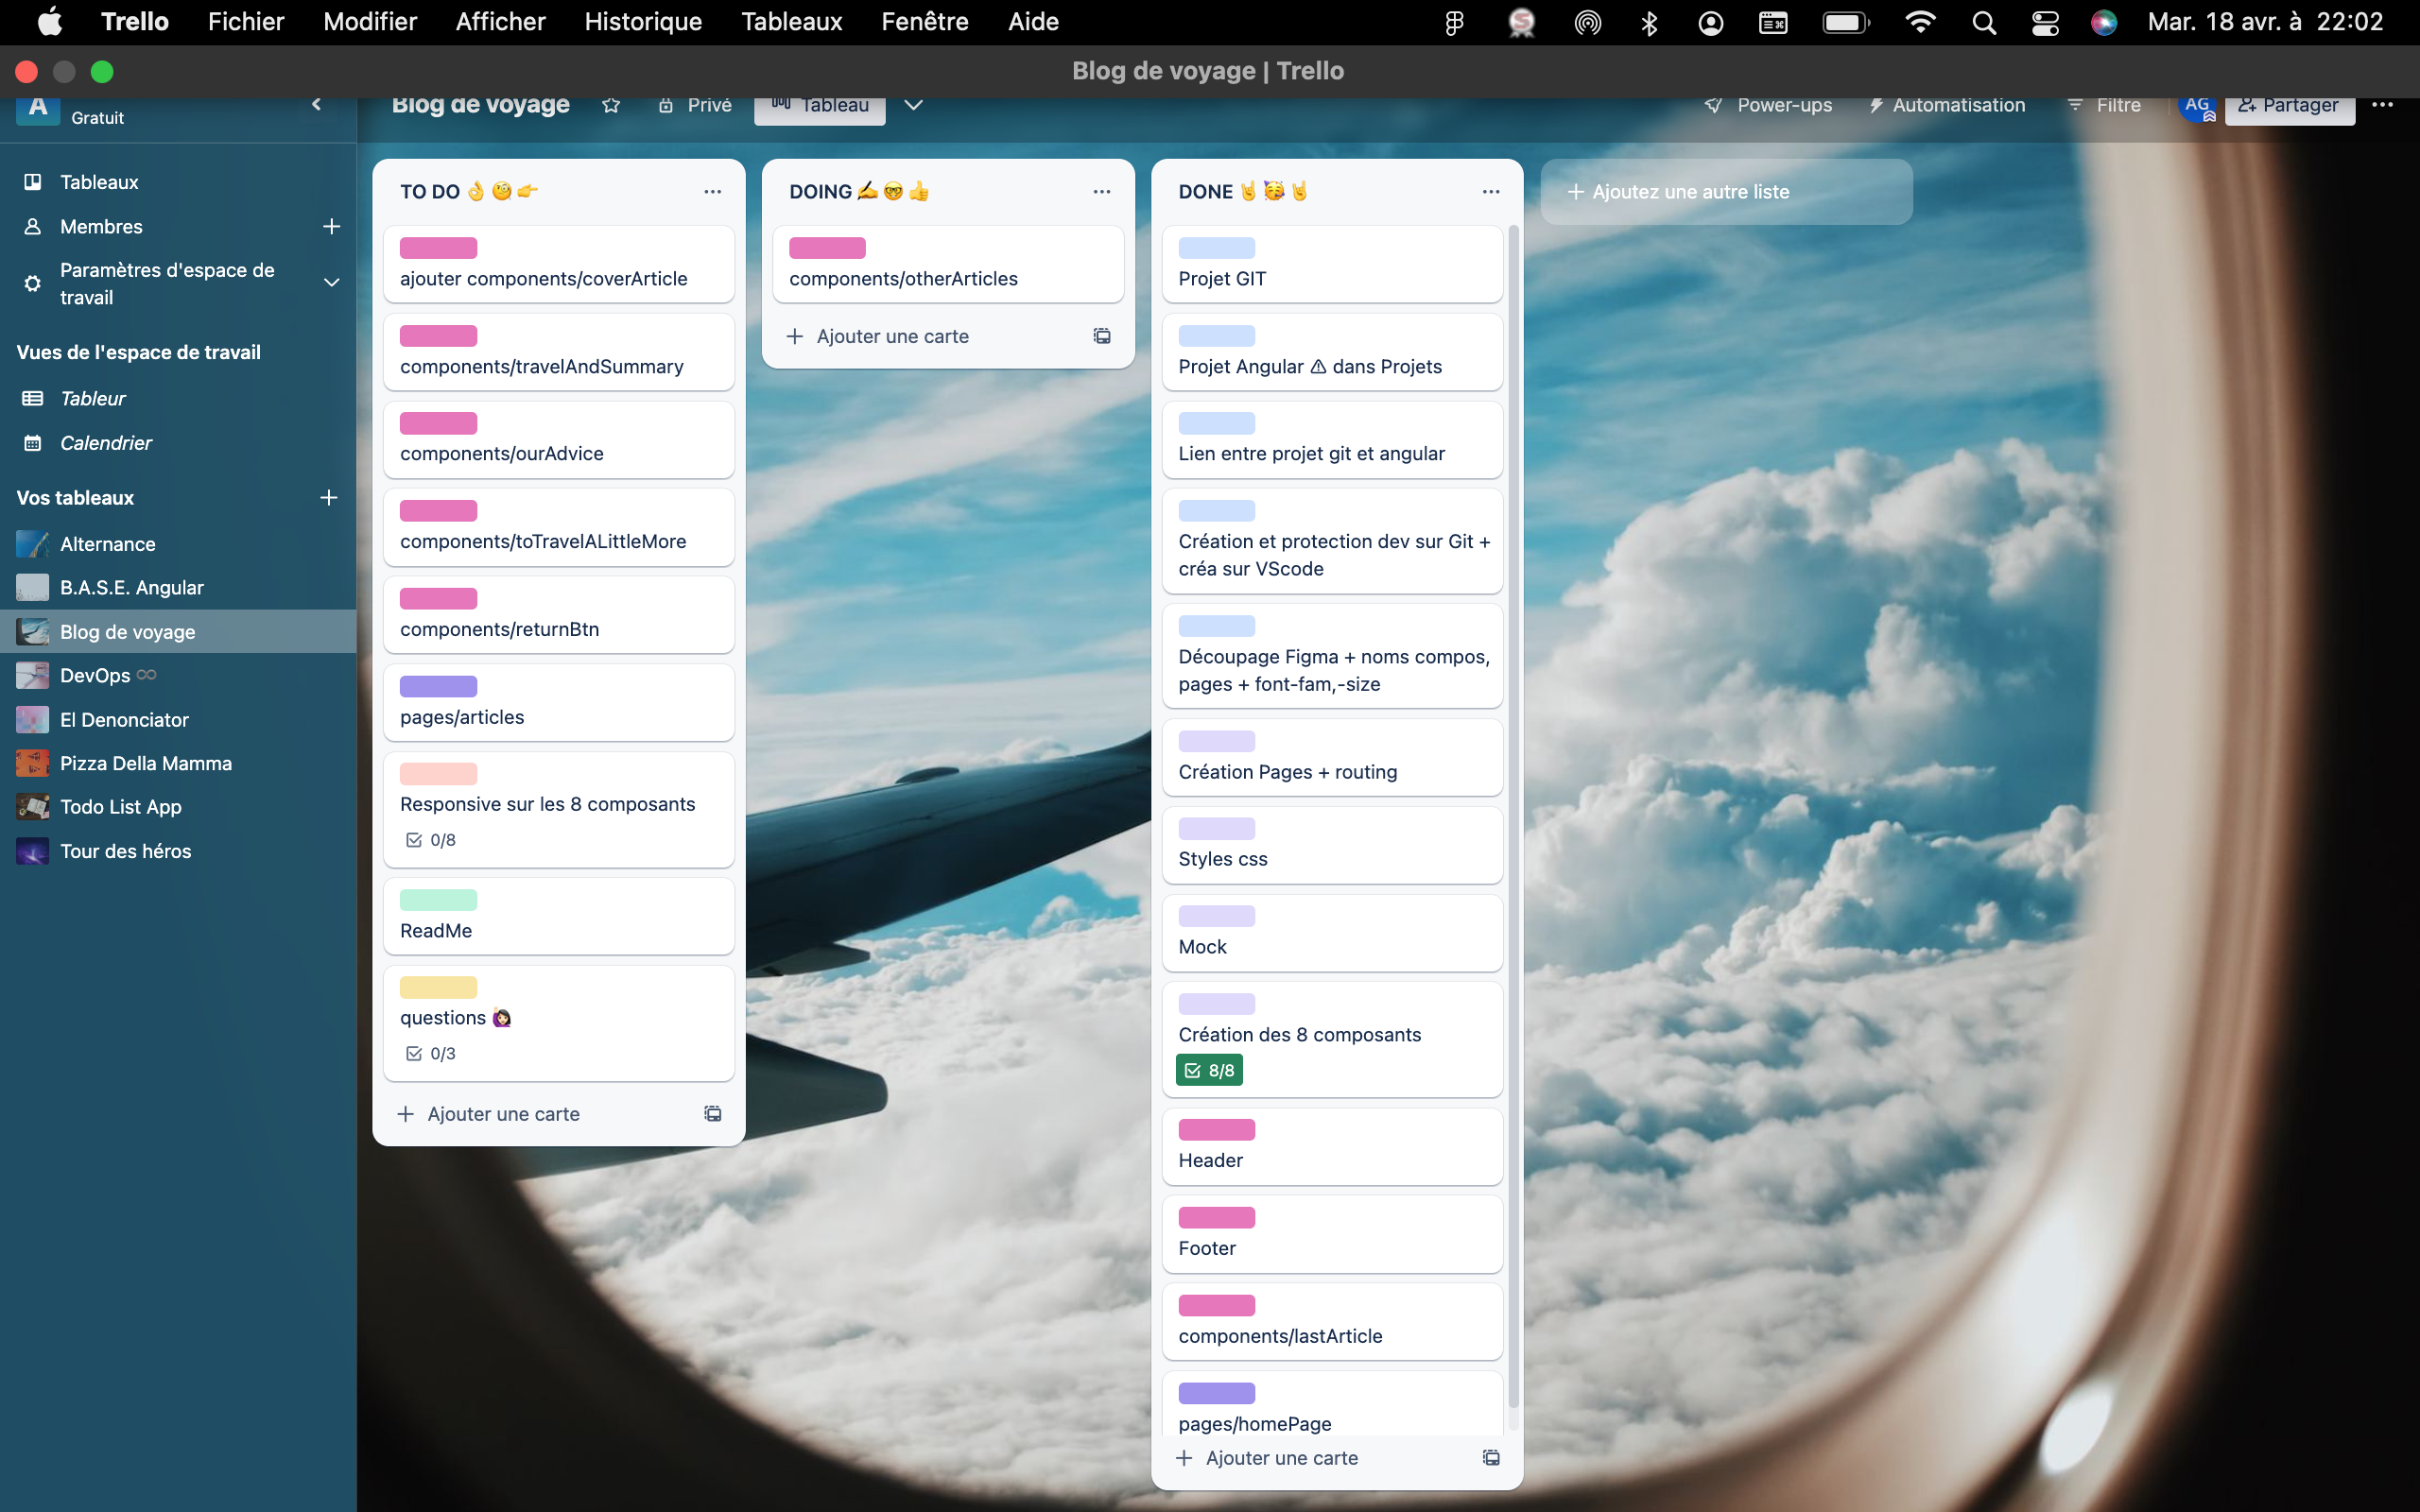 Trello Fichier Modifier Afficher Historique Tableaux Fenêtre Aide Mar. 18 avr. à 22:02
Blog de voyage | Trello
A
Gratuit
Blog de voyage Privé Tableau Power-ups Automatisation Filtre AG Partager
Tableaux
Membres
Paramètres d'espace de
travail
Vues de l'espace de travail
Tableur
Calendrier
Vos tableaux
Alternance
B.A.S.E. Angular
Blog de voyage
DevOps ♾
El Denonciator
Pizza Della Mamma
Todo List App
Tour des héros
TO DO 👌🧐👉
ajouter components/coverArticle
components/travelAndSummary
components/ourAdvice
components/toTravelALittleMore
components/returnBtn
pages/articles
Responsive sur les 8 composants
0/8
ReadMe
questions 🙋🏻‍♀️
0/3
+ Ajouter une carte
DOING ✍️🤓👍
components/otherArticles
+ Ajouter une carte
DONE 🤘🥳🤘
Projet GIT
Projet Angular ⚠ dans Projets
Lien entre projet git et angular
Création et protection dev sur Git +
créa sur VScode
Découpage Figma + noms compos,
pages + font-fam,-size
Création Pages + routing
Styles css
Mock
Création des 8 composants
8/8
Header
Footer
components/lastArticle
pages/homePage
+ Ajouter une carte
+ Ajoutez une autre liste